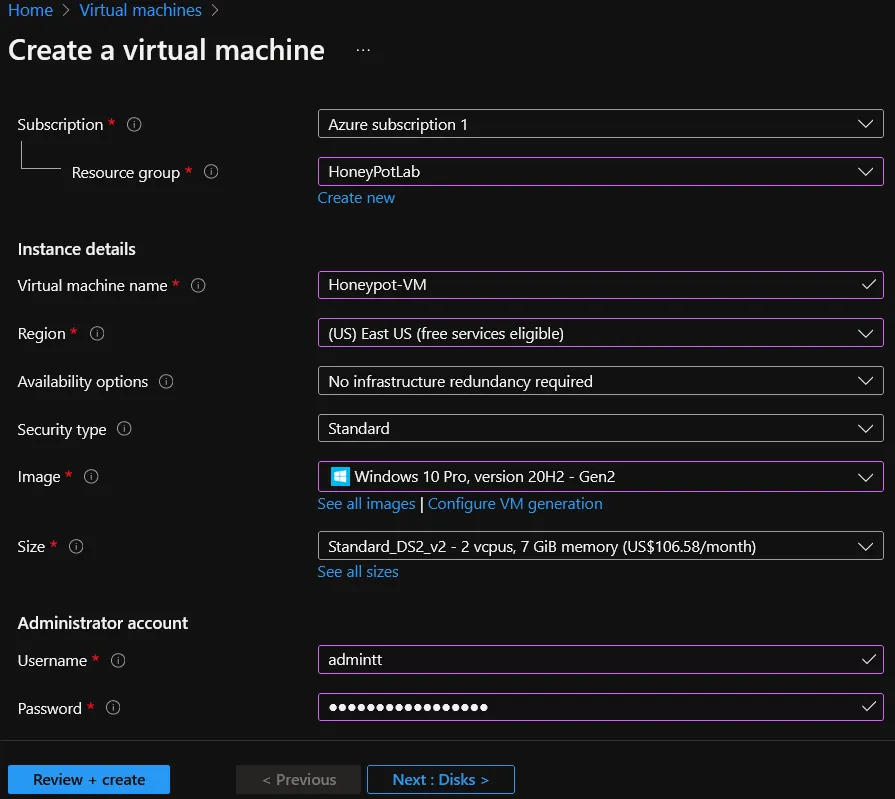 Home > Virtual machines >
Create a virtual machine ...
Subscription * Azure subscription 1
Resource group * HoneyPotLab
Create new
Instance details
Virtual machine name * Honeypot-VM
Region * (US) East US (free services eligible)
Availability options No infrastructure redundancy required
Security type Standard
Image * Windows 10 Pro, version 20H2 - Gen2
See all images | Configure VM generation
Size * Standard_DS2_v2 - 2 vcpus, 7 GiB memory (US$106.58/month)
See all sizes
Administrator account
Username * admintt
Password * •••••••••••••••••
Review + create < Previous Next : Disks >